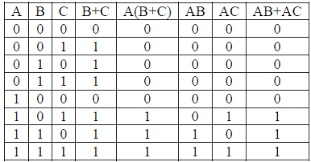 A B C B+C A(B+C) AB AC AB+AC
0 0 0 0 0 0 0 0
0 0 1 1 0 0 0 0
0 1 0 1 0 0 0 0
0 1 1 1 0 0 0 0
1 0 0 0 0 0 0 0
1 0 1 1 1 0 1 1
1 1 0 1 1 1 0 1
1 1 1 1 1 1 1 1